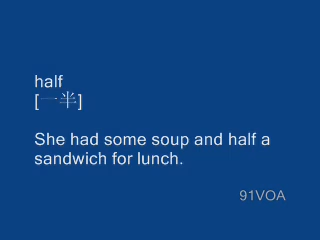 half
[一半]
She had some soup and half a
sandwich for lunch.
91VOA